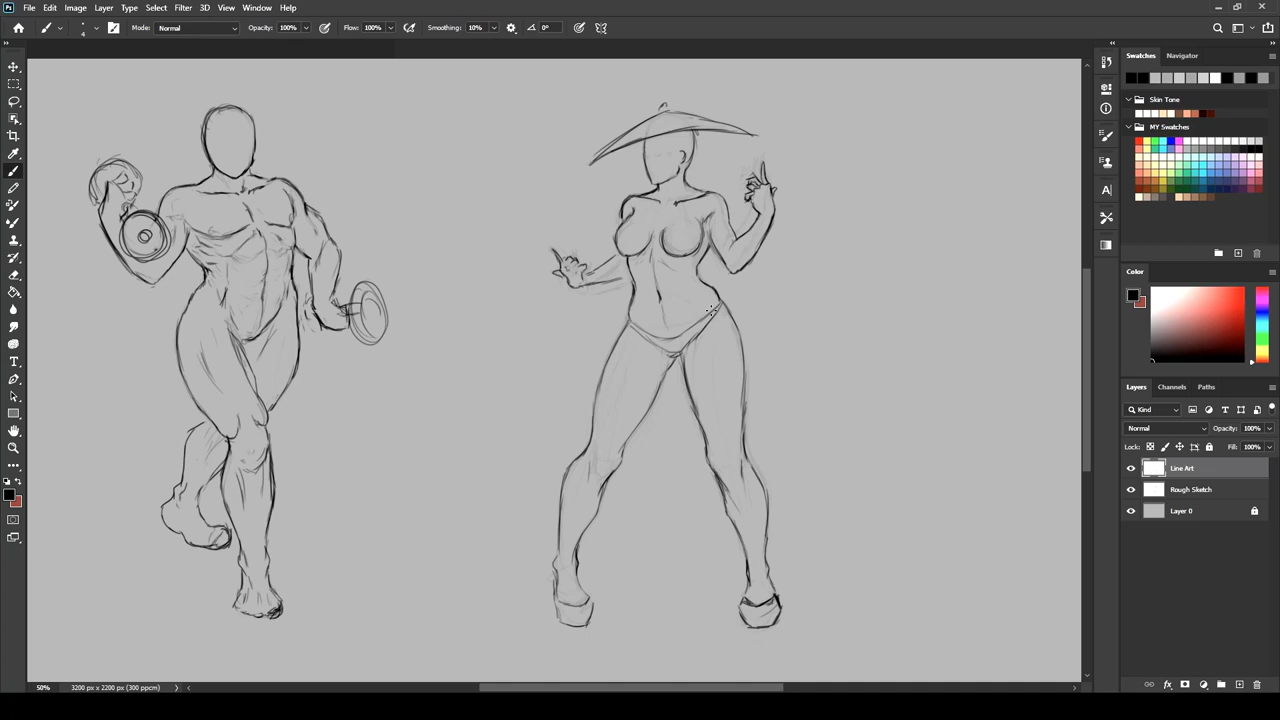 Ps File Edit Image Layer Type Select Filter 3D View Window Help
4 Mode: Normal Opacity: 100% Flow: 100% Smoothing: 10% 0°
Swatches Navigator
Skin Tone
MY Swatches
Color
Layers Channels Paths
Kind
Normal Opacity: 100%
Lock: Fill: 100%
Line Art
Rough Sketch
Layer 0
50% 3200 px x 2200 px (300 ppcm)